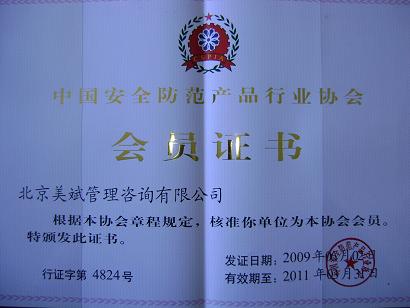 中国安全防范产品行业协会
会员证书
北京美斌管理咨询有限公司
根据本协会章程规定，核准你单位为本协会会员。
特颁发此证书。
发证日期：2009年
行证字第 4824号
有效期至：2011年